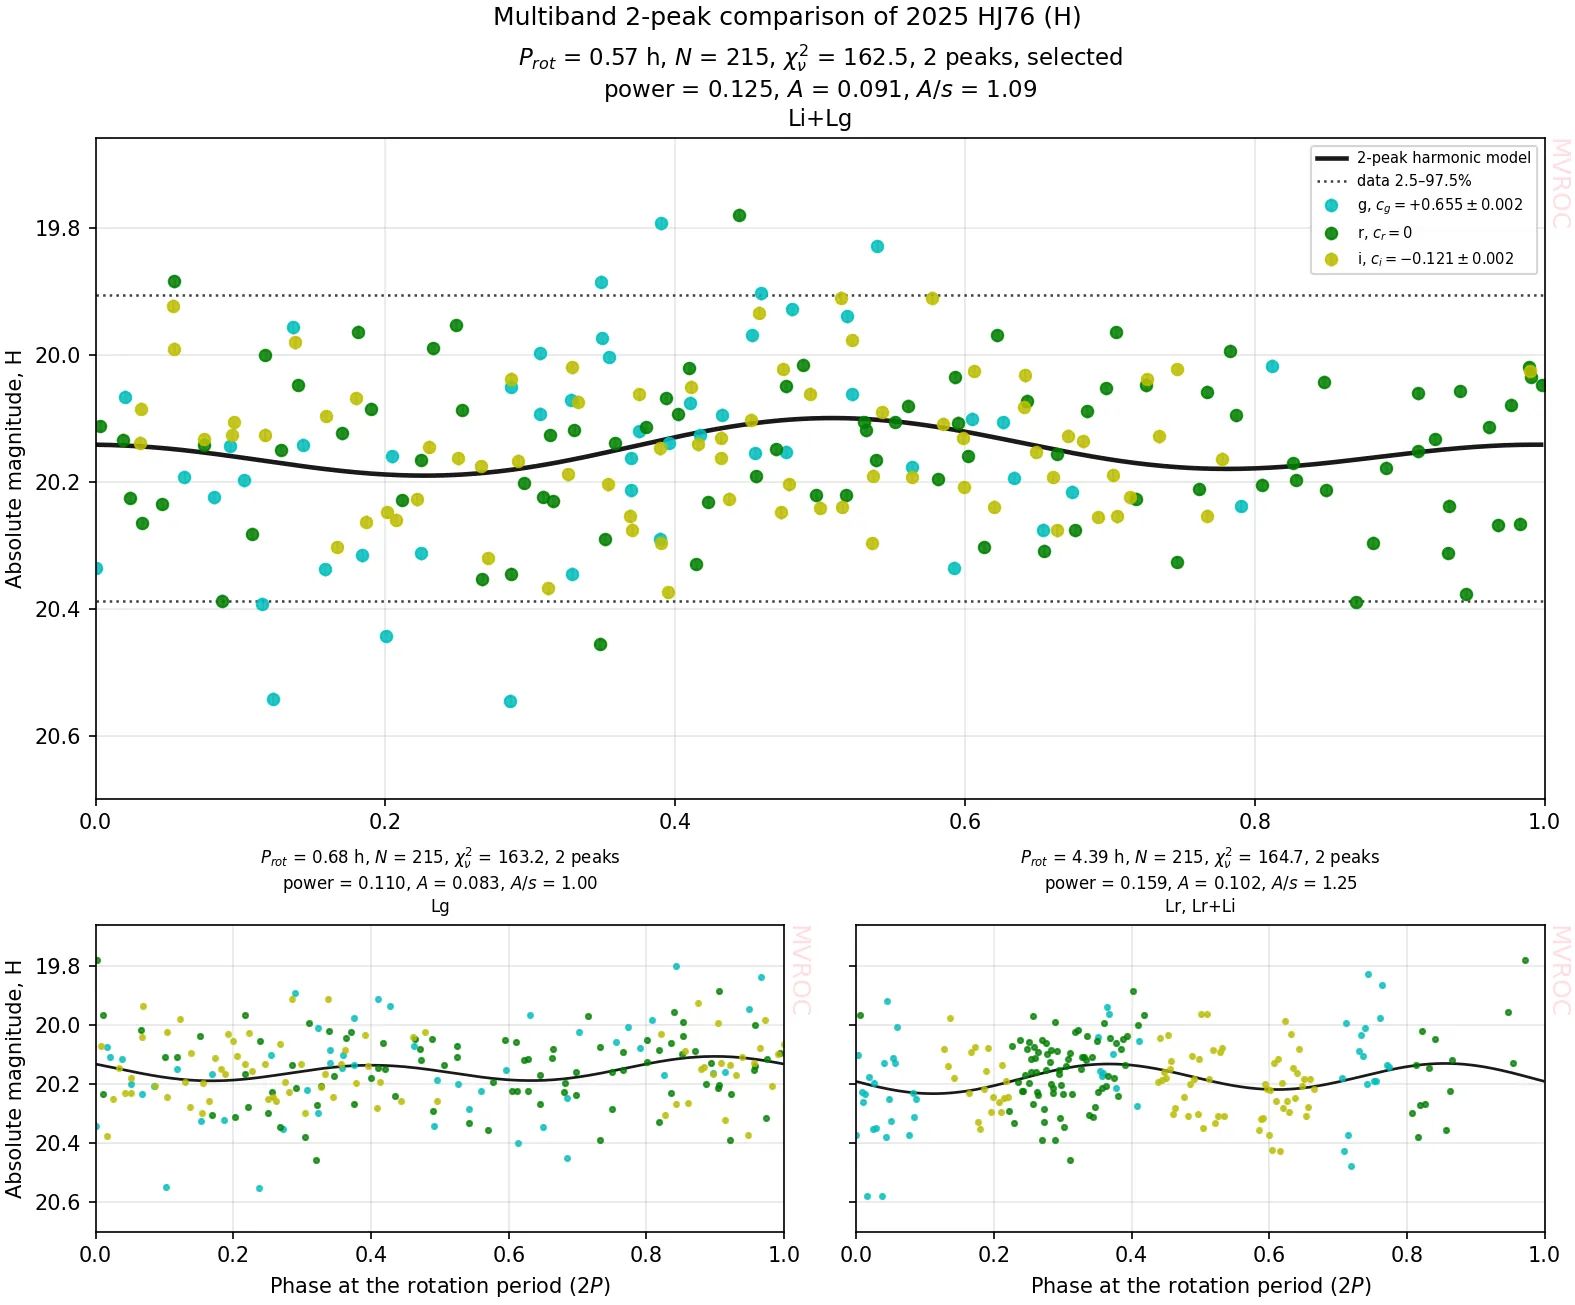 Multiband 2-peak comparison of 2025 HJ76 (H)
P_rot = 0.57 h, N = 215, χ²_ν = 162.5, 2 peaks, selected
power = 0.125, A = 0.091, A/s = 1.09
Li+Lg
2-peak harmonic model
data 2.5–97.5%
g, c_g = +0.655 ± 0.002
r, c_r = 0
i, c_i = −0.121 ± 0.002
MVROC
Absolute magnitude, H
19.8
20.0
20.2
20.4
20.6
0.0 0.2 0.4 0.6 0.8 1.0
P_rot = 0.68 h, N = 215, χ²_ν = 163.2, 2 peaks
power = 0.110, A = 0.083, A/s = 1.00
Lg
MVROC
Absolute magnitude, H
19.8
20.0
20.2
20.4
20.6
0.0 0.2 0.4 0.6 0.8 1.0
Phase at the rotation period (2P)
P_rot = 4.39 h, N = 215, χ²_ν = 164.7, 2 peaks
power = 0.159, A = 0.102, A/s = 1.25
Lr, Lr+Li
MVROC
0.0 0.2 0.4 0.6 0.8 1.0
Phase at the rotation period (2P)